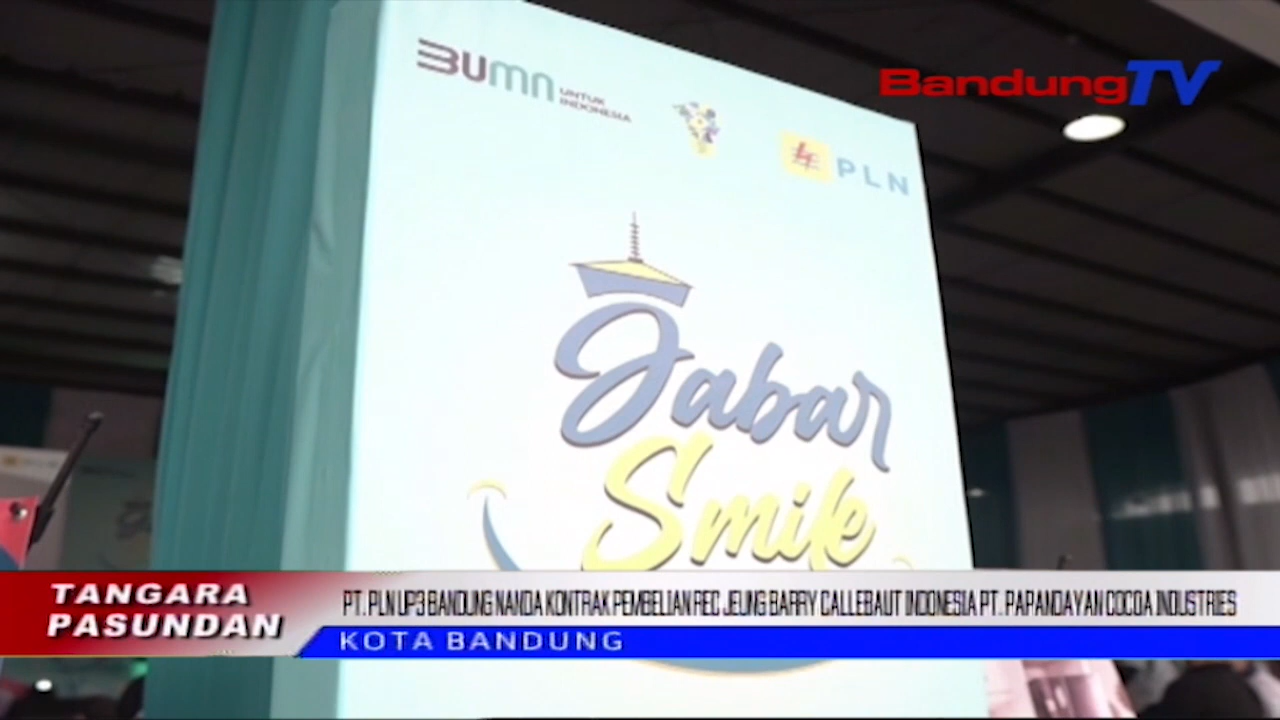 BUMN
UNTUK
INDONESIA
PLN
BandungTV
Jabar
Smile
TANGARA
PASUNDAN
PT. PLN UP3 BANDUNG NANDA KONTRAK PEMBELIAN REC JEUNG BARRY CALLEBAUT INDONESIA PT. PAPANDAYAN COCOA INDUSTRIES
KOTA BANDUNG